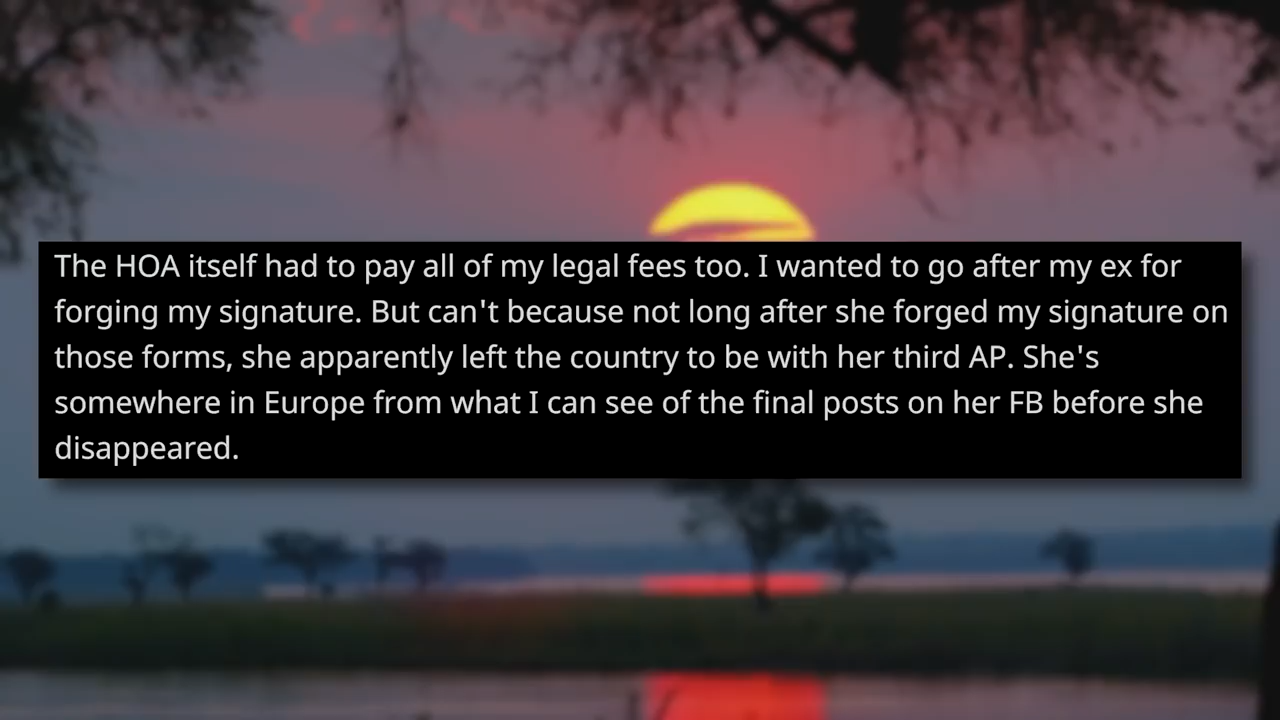 The HOA itself had to pay all of my legal fees too. I wanted to go after my ex for
forging my signature. But can't because not long after she forged my signature on
those forms, she apparently left the country to be with her third AP. She's
somewhere in Europe from what I can see of the final posts on her FB before she
disappeared.